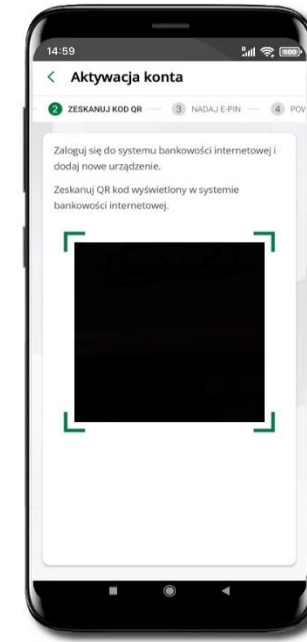 14:59
Aktywacja konta
2 ZESKANUJ KOD QR 3 NADAJ E-PIN 4 POW
Zaloguj się do systemu bankowości internetowej i
dodaj nowe urządzenie.
Zeskanuj QR kod wyświetlony w systemie
bankowości internetowej.